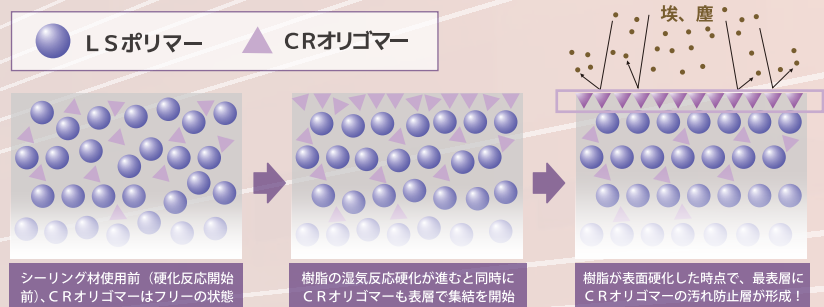 埃、塵
ＬＳポリマー
ＣＲオリゴマー
シーリング材使用前（硬化反応開始
前）、ＣＲオリゴマーはフリーの状態
樹脂の湿気反応硬化が進むと同時に
ＣＲオリゴマーも表層で集結を開始
樹脂が表面硬化した時点で、最表層に
ＣＲオリゴマーの汚れ防止層が形成！